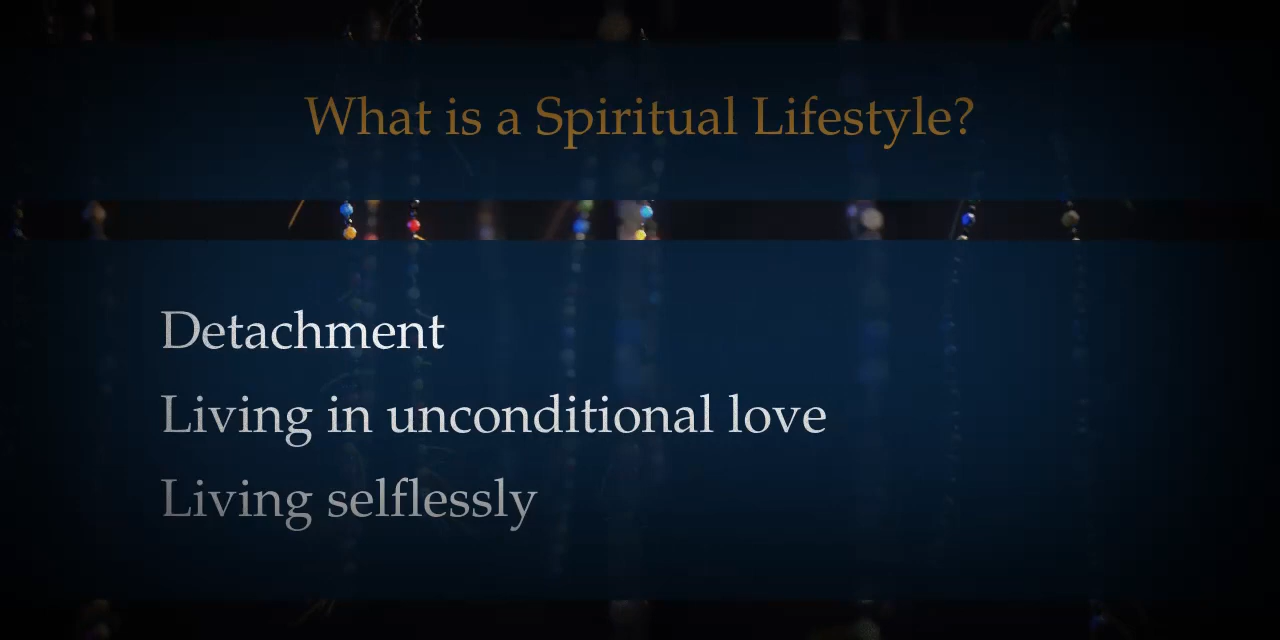 What is a Spiritual Lifestyle?
Detachment
Living in unconditional love
Living selflessly